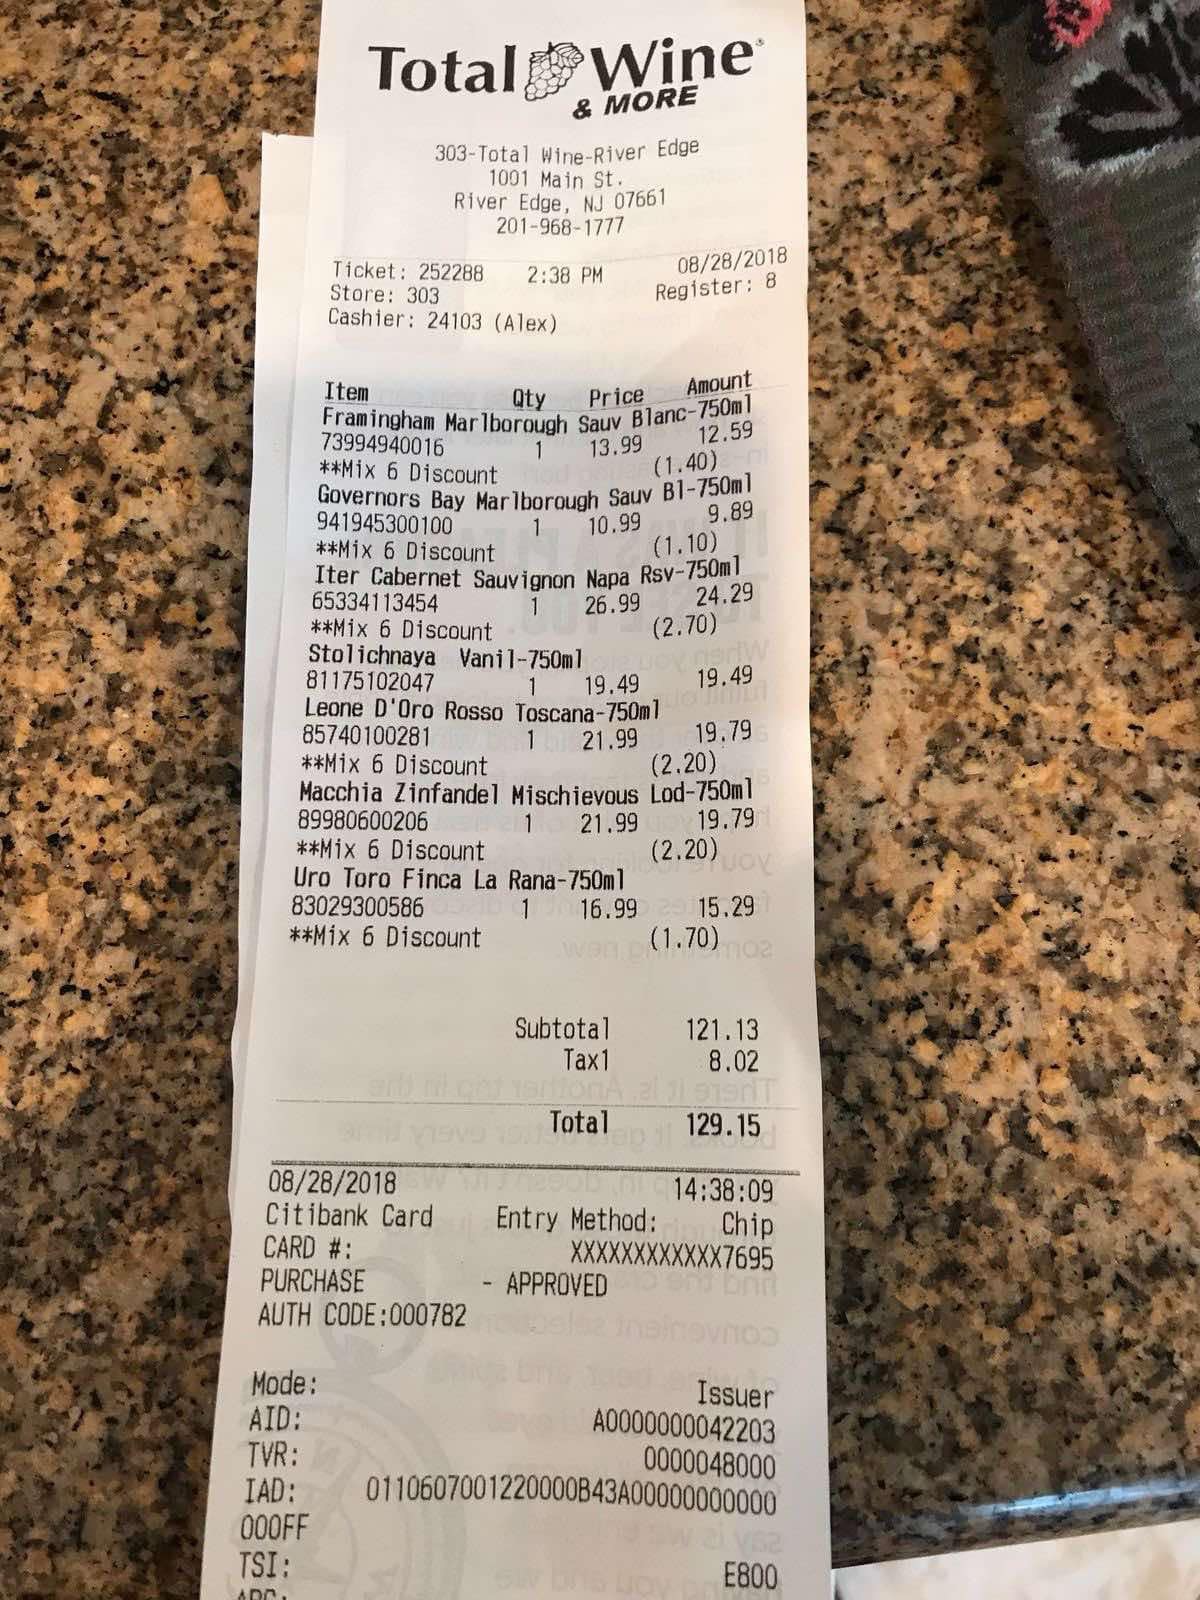 Total Wine
& MORE
303-Total Wine-River Edge
1001 Main St.
River Edge, NJ 07661
201-968-1777
Ticket: 252288 2:38 PM 08/28/2018
Store: 303 Register: 8
Cashier: 24103 (Alex)
Item Qty Price Amount
Framingham Marlborough Sauv Blanc-750ml
73994940016 1 13.99 12.59
**Mix 6 Discount (1.40)
Governors Bay Marlborough Sauv Bl-750ml
941945300100 1 10.99 9.89
**Mix 6 Discount (1.10)
Iter Cabernet Sauvignon Napa Rsv-750ml
65334113454 1 26.99 24.29
**Mix 6 Discount (2.70)
Stolichnaya Vanil-750ml
81175102047 1 19.49 19.49
Leone D'Oro Rosso Toscana-750ml
85740100281 1 21.99 19.79
**Mix 6 Discount (2.20)
Macchia Zinfandel Mischievous Lod-750ml
89980600206 1 21.99 19.79
**Mix 6 Discount (2.20)
Uro Toro Finca La Rana-750ml
83029300586 1 16.99 15.29
**Mix 6 Discount (1.70)
Subtotal 121.13
Tax1 8.02
Total 129.15
08/28/2018 14:38:09
Citibank Card Entry Method: Chip
CARD #: XXXXXXXXXXXX7695
PURCHASE - APPROVED
AUTH CODE:000782
Mode: Issuer
AID: A0000000042203
TVR: 0000048000
IAD: 0110607001220000B43A00000000000
000FF
TSI: E800